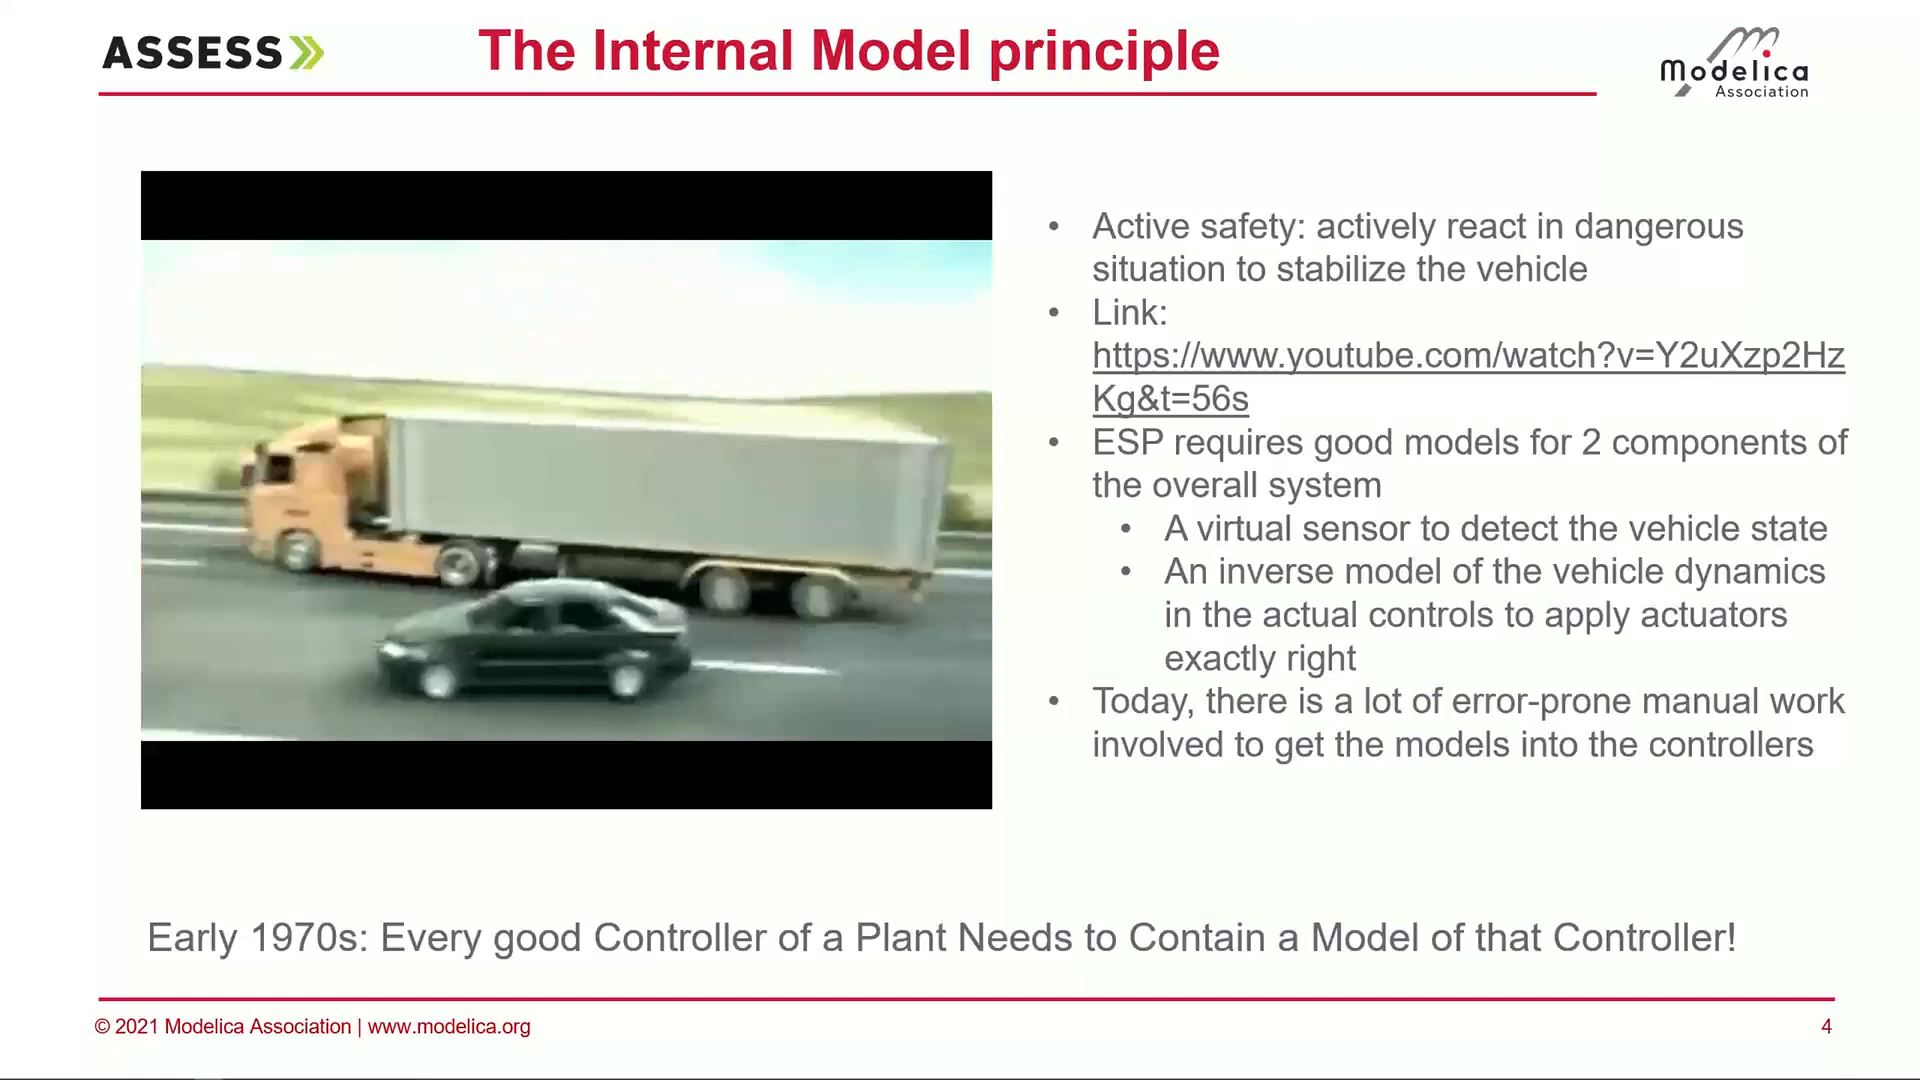 ASSESS
The Internal Model principle
Modelica
Association
• Active safety: actively react in dangerous
situation to stabilize the vehicle
• Link:
https://www.youtube.com/watch?v=Y2uXzp2Hz
Kg&t=56s
• ESP requires good models for 2 components of
the overall system
• A virtual sensor to detect the vehicle state
• An inverse model of the vehicle dynamics
in the actual controls to apply actuators
exactly right
• Today, there is a lot of error-prone manual work
involved to get the models into the controllers
Early 1970s: Every good Controller of a Plant Needs to Contain a Model of that Controller!
© 2021 Modelica Association | www.modelica.org
4